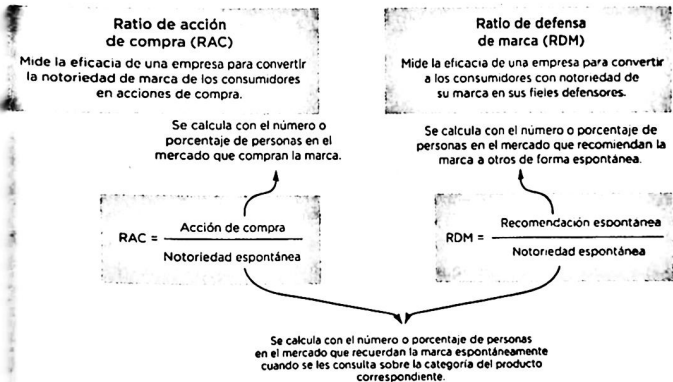 Ratio de acción
de compra (RAC)
Mide la eficacia de una empresa para convertir
la notoriedad de marca de los consumidores
en acciones de compra.
Ratio de defensa
de marca (RDM)
Mide la eficacia de una empresa para convertir
a los consumidores con notoriedad de
su marca en sus fieles defensores.
Se calcula con el número o
porcentaje de personas en el
mercado que compran la marca.
Se calcula con el número o porcentaje de
personas en el mercado que recomiendan la
marca a otros de forma espontánea.
RAC =
Acción de compra
Notoriedad espontánea
RDM =
Recomendación espontánea
Notoriedad espontánea
Se calcula con el número o porcentaje de personas
en el mercado que recuerdan la marca espontáneamente
cuando se les consulta sobre la categoría del producto
correspondiente.